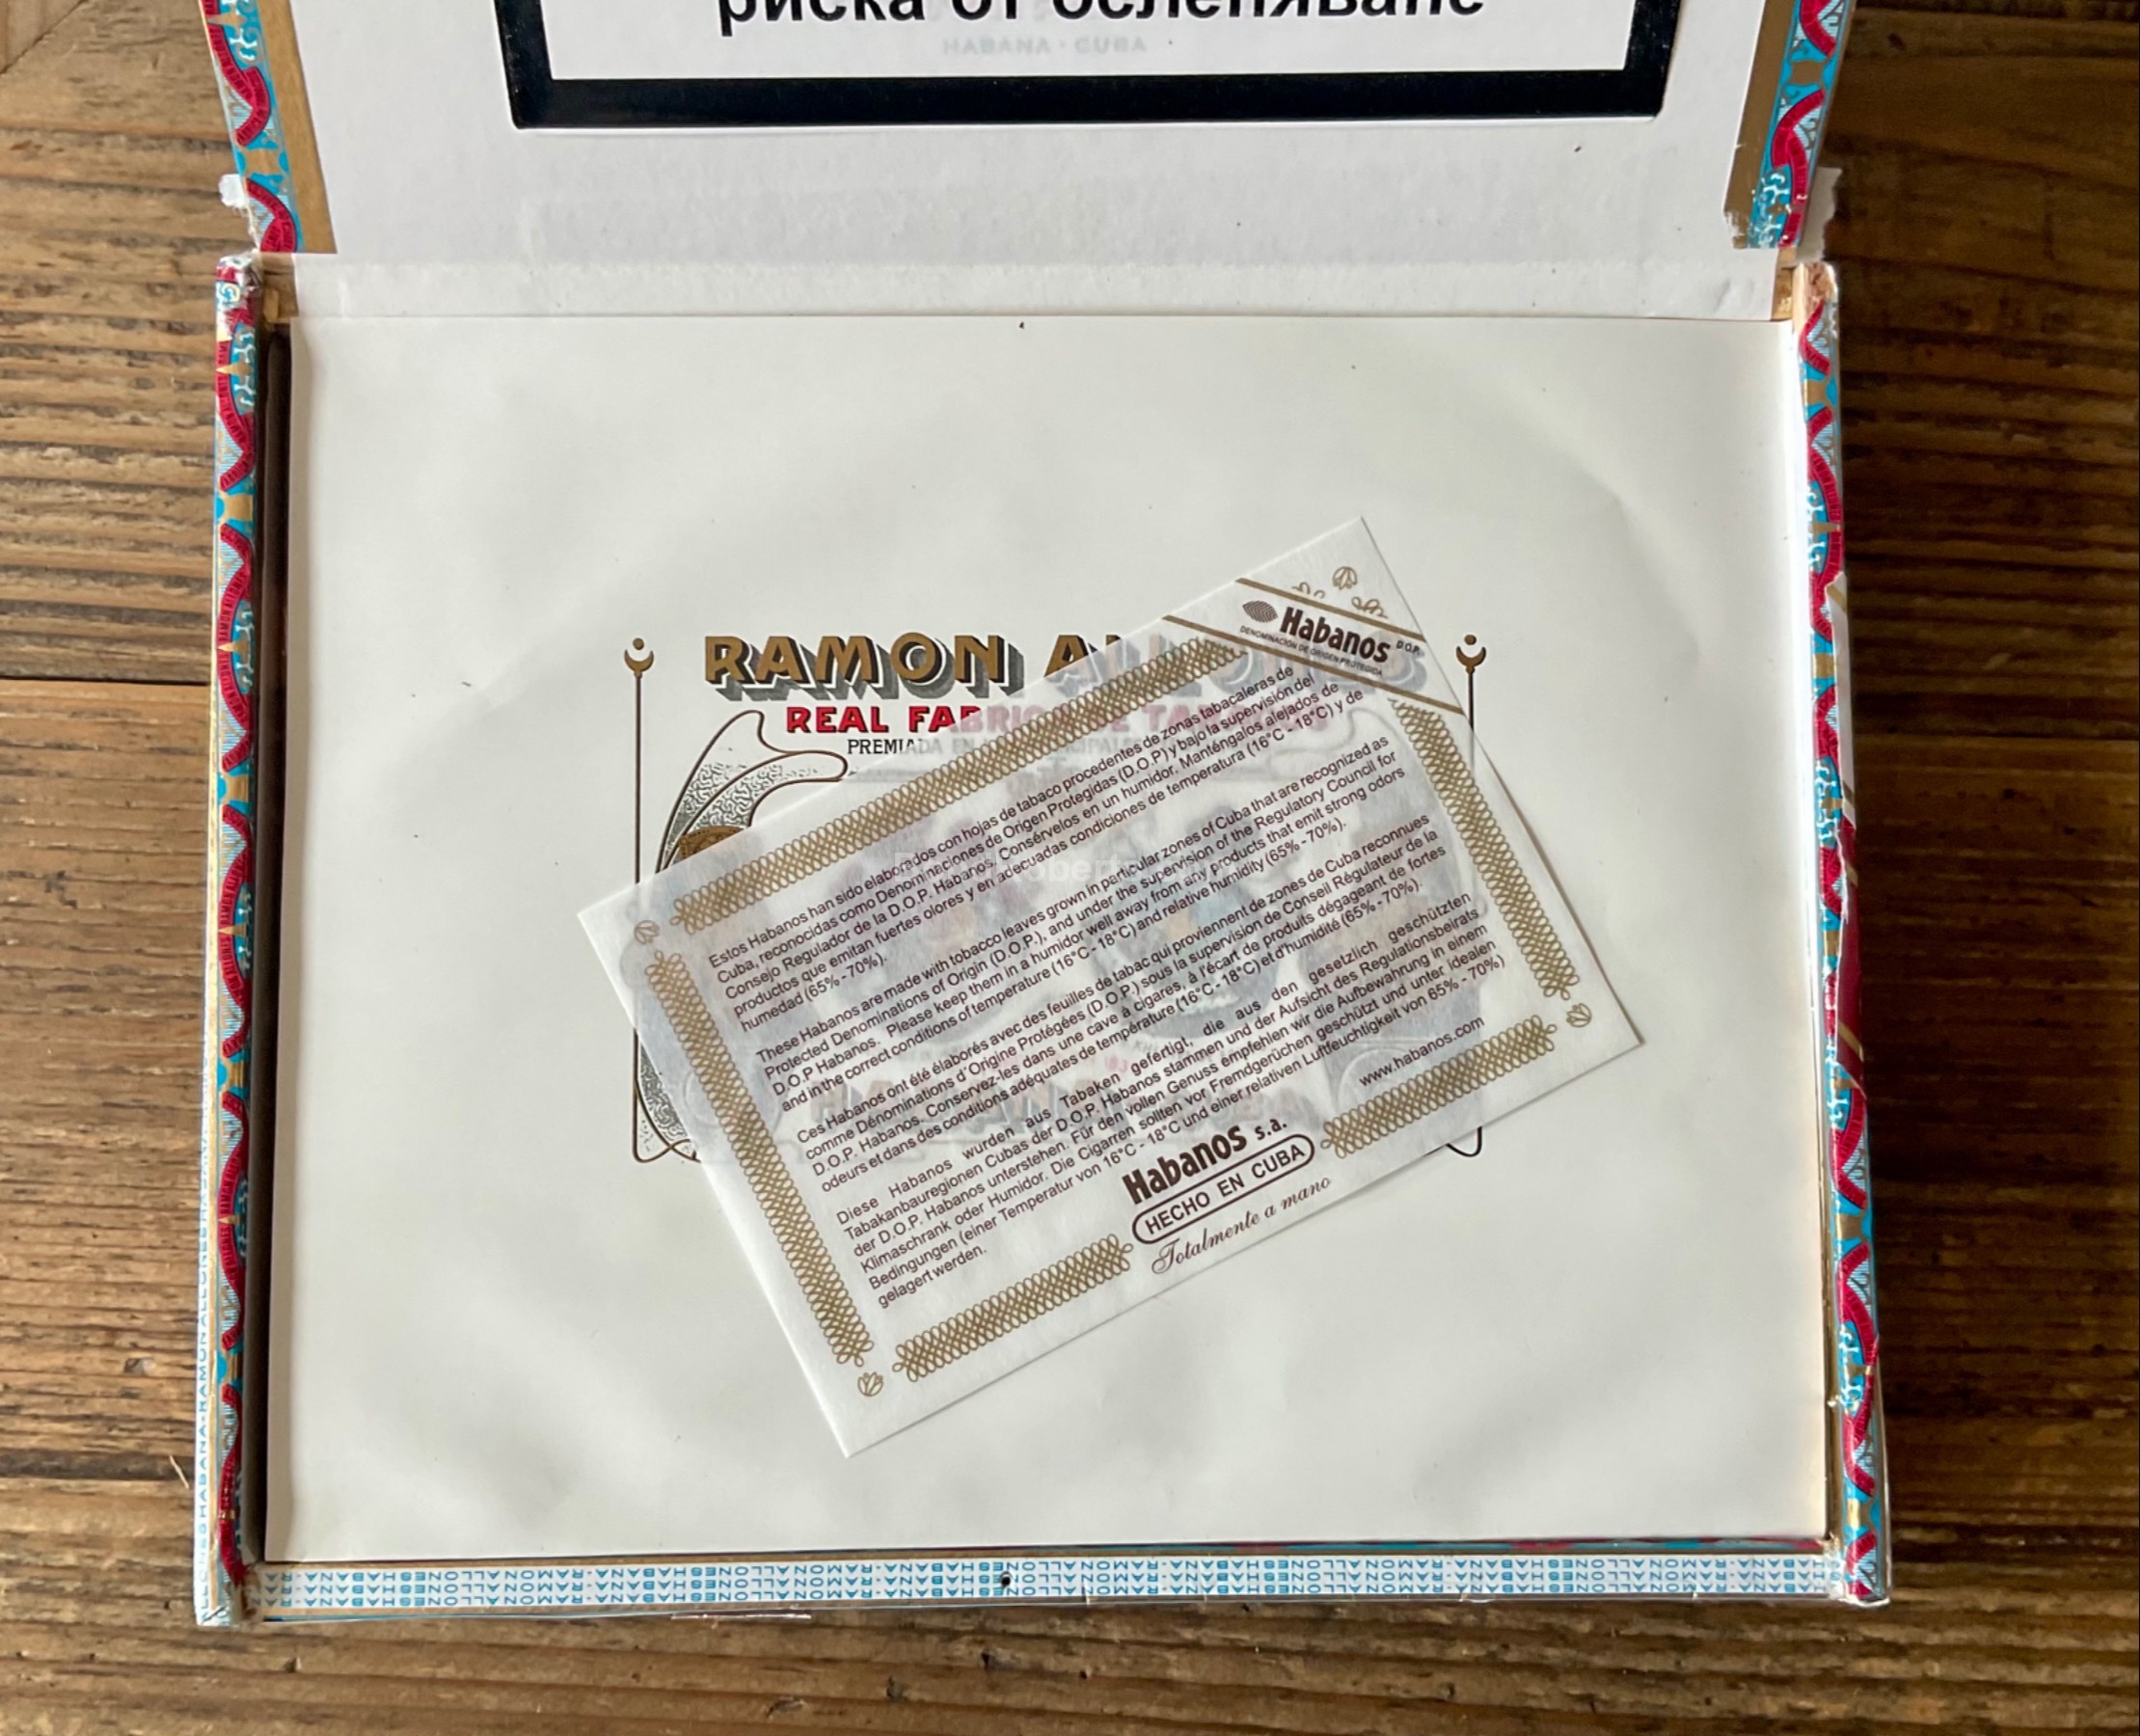 риска от ослепяване
HABANA · CUBA
RAMON
REAL FABRICA DE TABACOS
PREMIADA EN
Habanos D.O.P.
DENOMINACIÓN DE ORIGEN PROTEGIDA
Estos Habanos han sido elaborados con hojas de tabaco procedentes de zonas tabacaleras de
Cuba, reconocidas como Denominaciones de Origen Protegidas (D.O.P) y bajo la supervisión del
Consejo Regulador de la D.O.P. Habanos. Consérvelos en un humidor. Manténgalos alejados de
productos que emitan fuertes olores y en adecuadas condiciones de temperatura (16°C - 18°C) y de
humedad (65% - 70%).
These Habanos are made with tobacco leaves grown in particular zones of Cuba that are recognized as
Protected Denominations of Origin (D.O.P.), and under the supervision of the Regulatory Council for
D.O.P Habanos. Please keep them in a humidor well away from any products that emit strong odors
and in the correct conditions of temperature (16°C - 18°C) and relative humidity (65% - 70%).
Ces Habanos ont été élaborés avec des feuilles de tabac qui proviennent de zones de Cuba reconnues
comme Dénominations d'Origine Protégées (D.O.P.) sous la supervision de Conseil Régulateur de la
D.O.P. Habanos. Conservez-les dans une cave à cigares, à l'écart de produits dégageant de fortes
odeurs et dans des conditions adéquates de température (16°C - 18°C) et d'humidité (65% - 70%).
Diese Habanos wurden aus Tabaken gefertigt, die aus den gesetzlich geschützten
Tabakanbauregionen Cubas der D.O.P. Habanos stammen und der Aufsicht des Regulationsbeirats
der D.O.P. Habanos unterstehen. Für den vollen Genuss empfehlen wir die Aufbewahrung in einem
Klimaschrank oder Humidor. Die Cigarren sollten vor Fremdgerüchen geschützt und unter idealen
Bedingungen (einer Temperatur von 16°C - 18°C und einer relativen Luftfeuchtigkeit von 65% - 70%)
gelagert werden.
www.habanos.com
Habanos s.a.
HECHO EN CUBA
Totalmente a mano